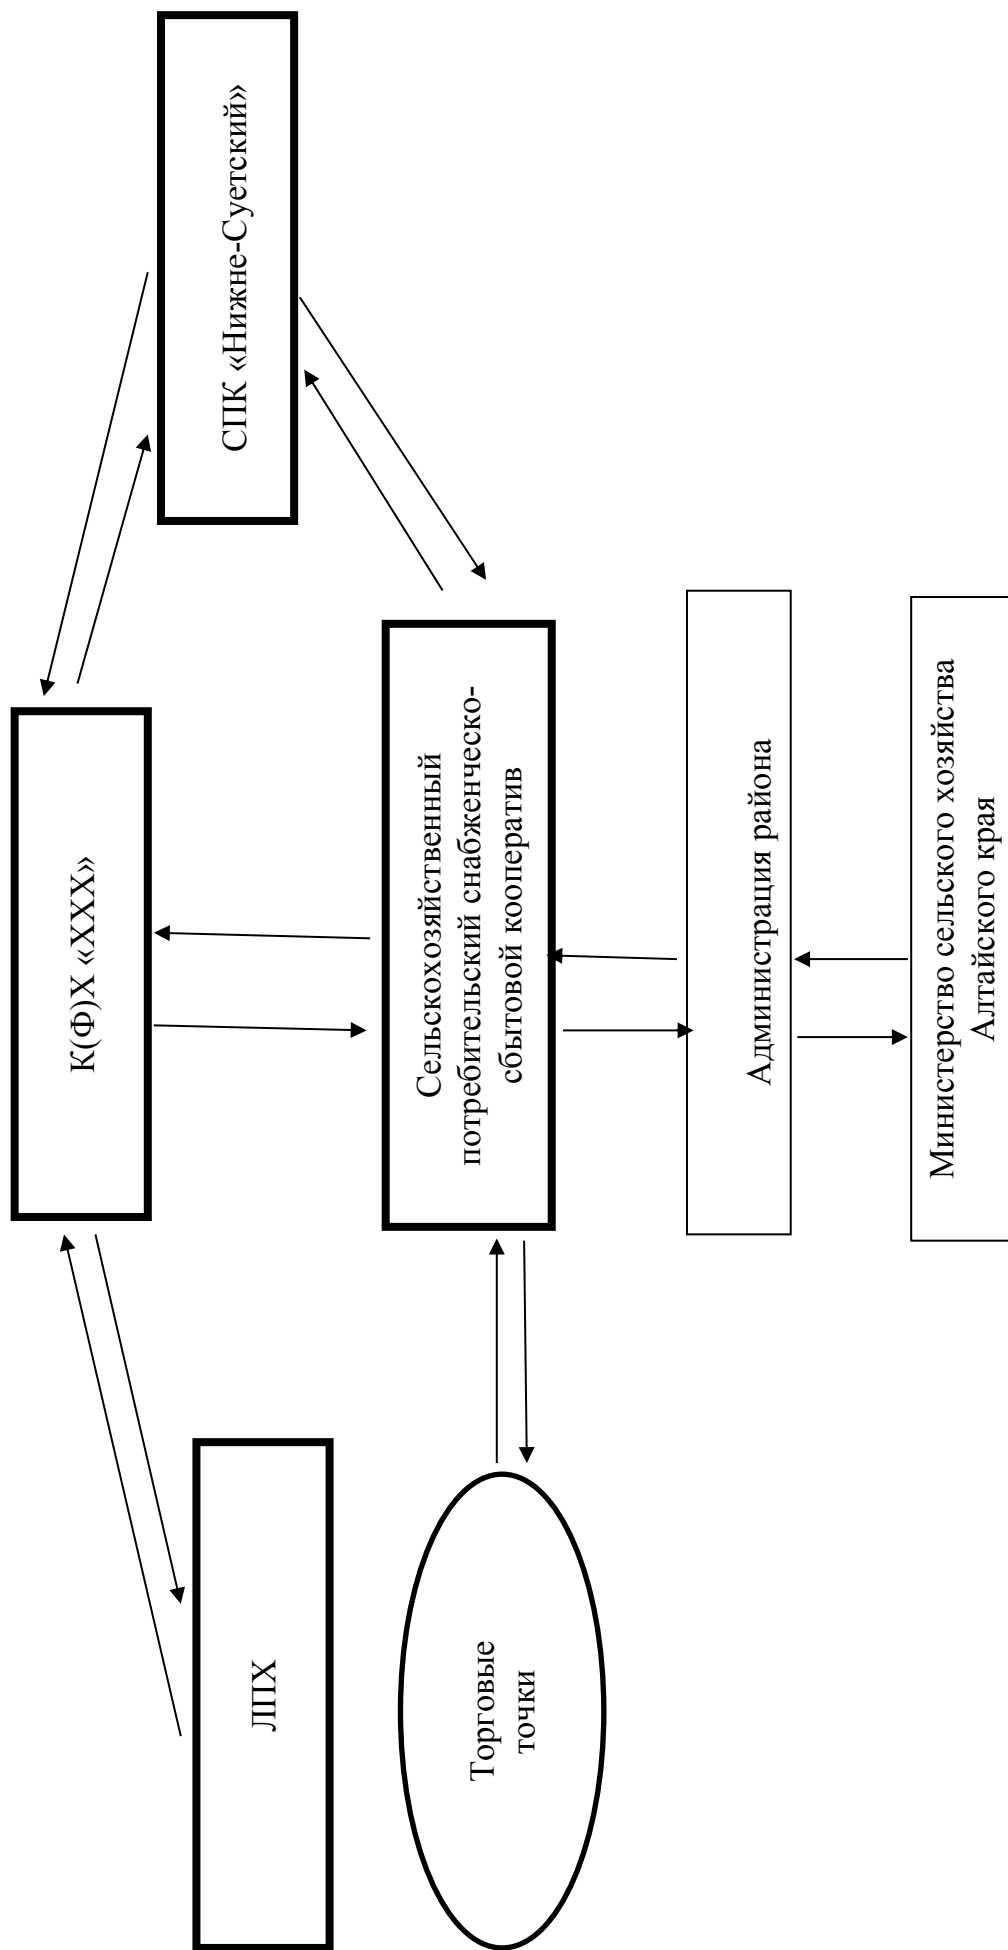 К(Ф)Х «ХХХ»
ЛПХ
СПК «Нижне-Суетский»
Сельскохозяйственный
потребительский снабженческо-
сбытовой кооператив
Торговые
точки
Администрация района
Министерство сельского хозяйства
Алтайского края